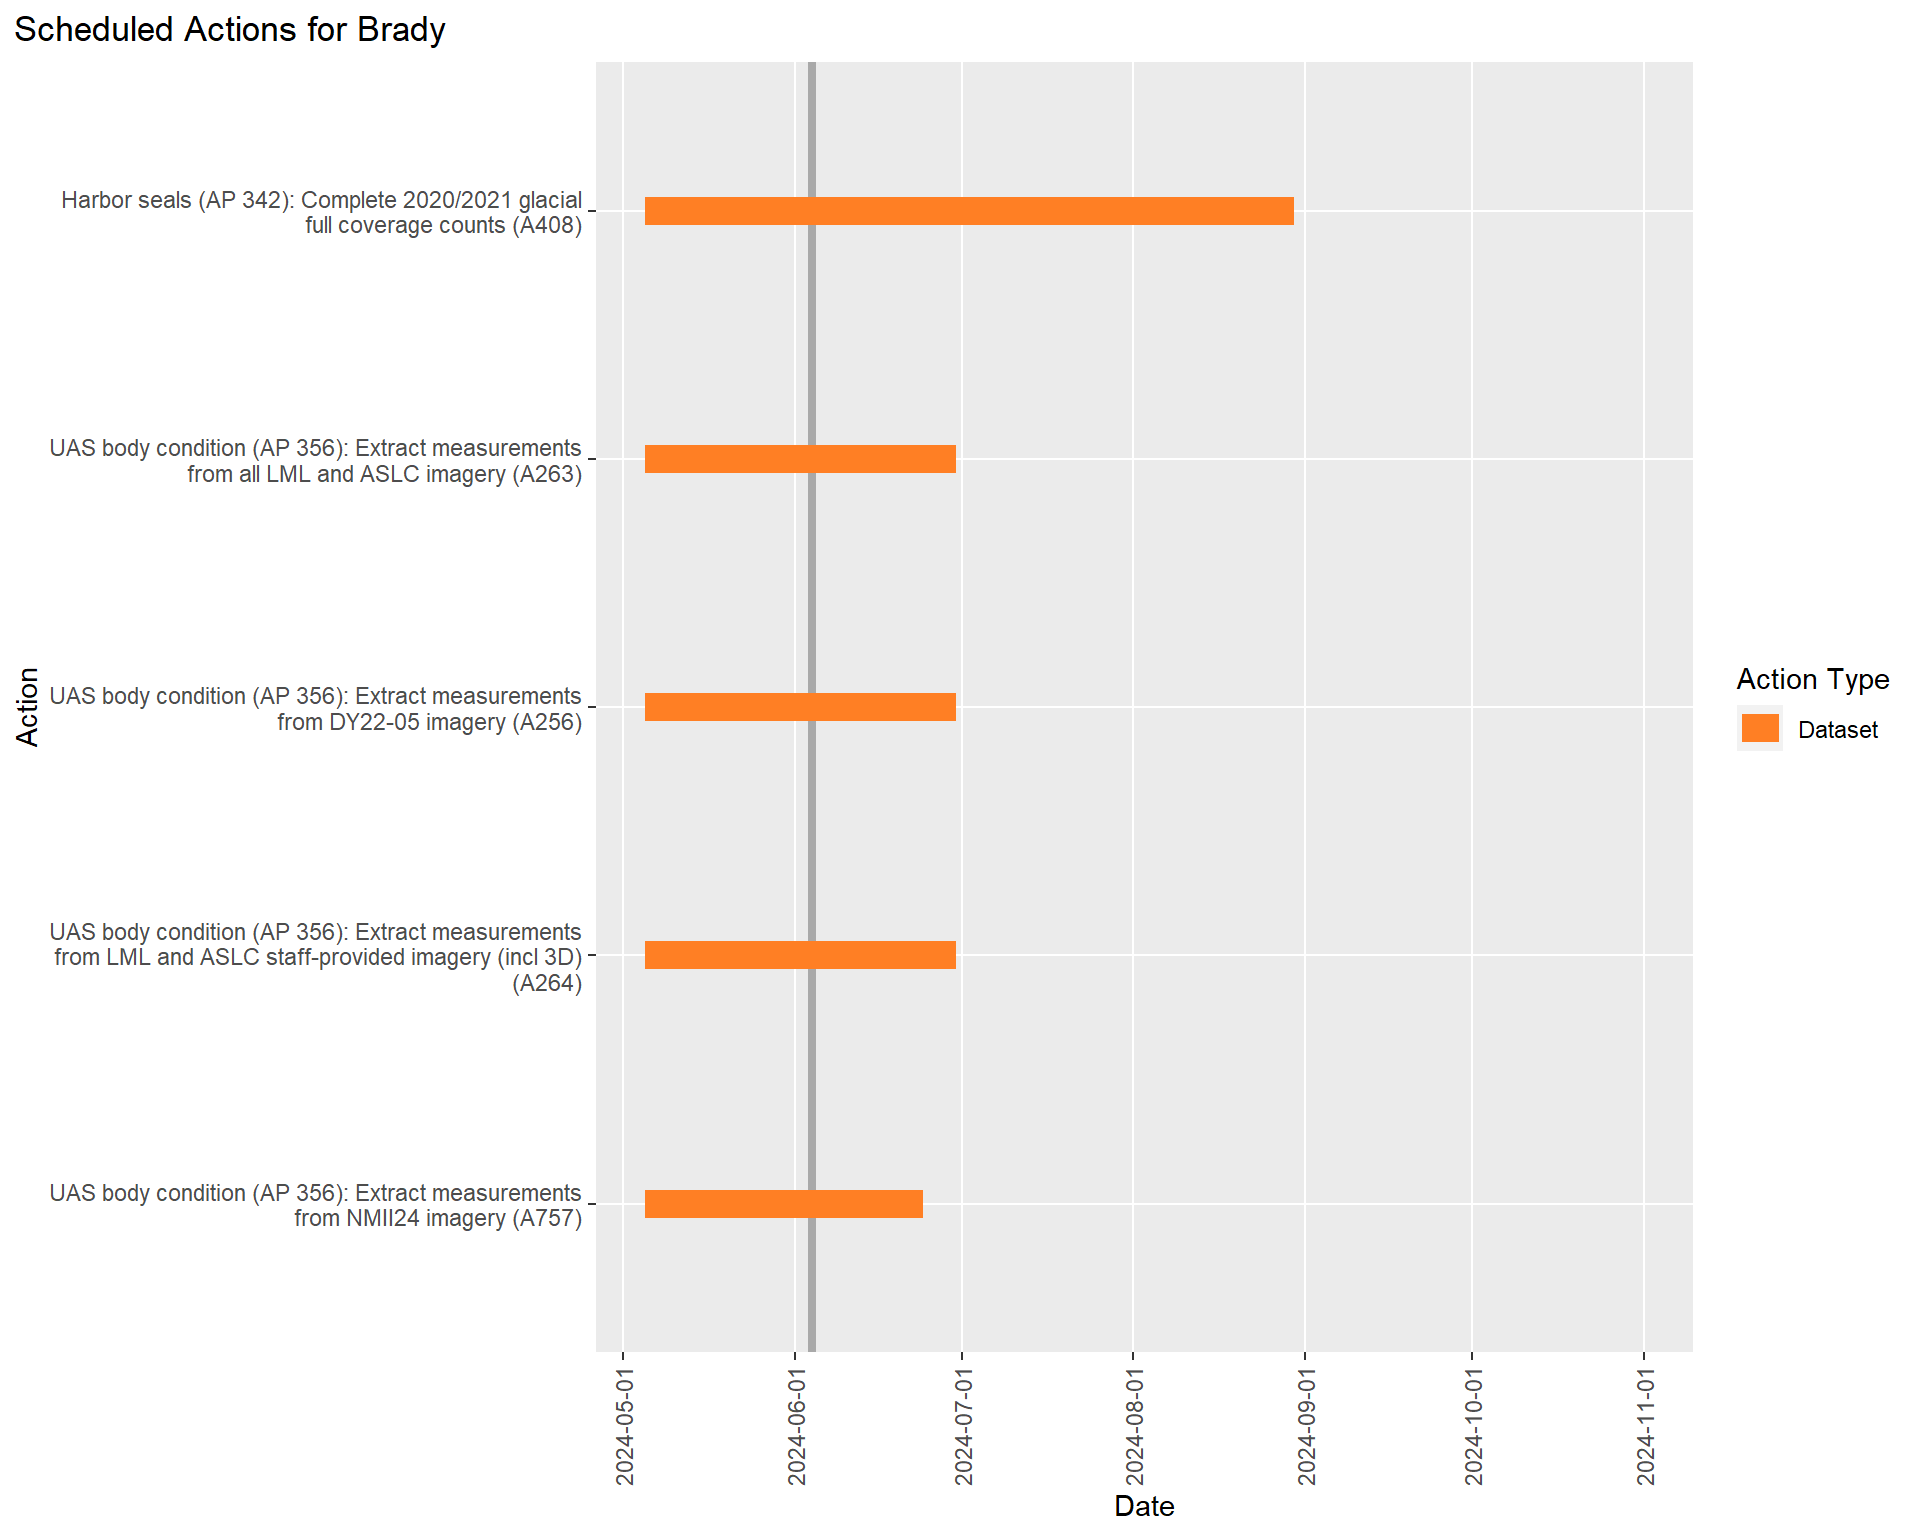 Scheduled Actions for Brady
Harbor seals (AP 342): Complete 2020/2021 glacial
full coverage counts (A408)
UAS body condition (AP 356): Extract measurements
from all LML and ASLC imagery (A263)
UAS body condition (AP 356): Extract measurements
from DY22-05 imagery (A256)
UAS body condition (AP 356): Extract measurements
from LML and ASLC staff-provided imagery (incl 3D)
(A264)
UAS body condition (AP 356): Extract measurements
from NMII24 imagery (A757)
Action
2024-05-01
2024-06-01
2024-07-01
2024-08-01
2024-09-01
2024-10-01
2024-11-01
Date
Action Type
Dataset